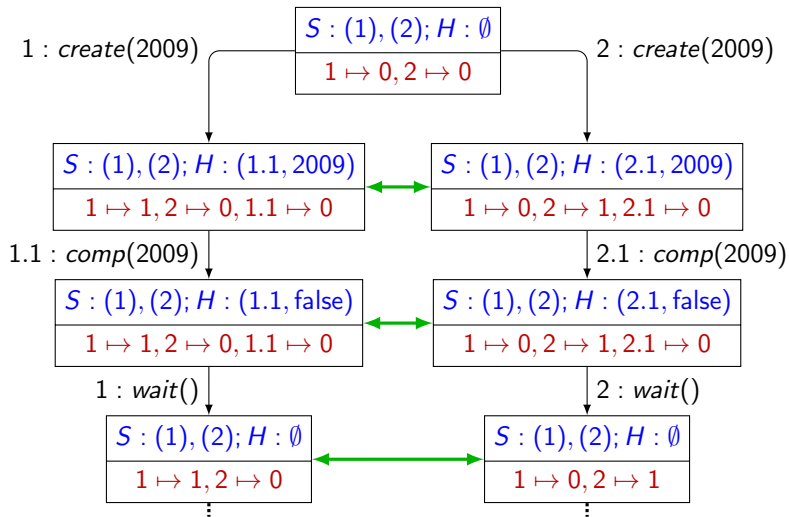 S : (1), (2); H : ∅
1 : create(2009)
2 : create(2009)
1 ↦ 0, 2 ↦ 0
S : (1), (2); H : (1.1, 2009)
S : (1), (2); H : (2.1, 2009)
1 ↦ 1, 2 ↦ 0, 1.1 ↦ 0
1 ↦ 0, 2 ↦ 1, 2.1 ↦ 0
1.1 : comp(2009)
2.1 : comp(2009)
S : (1), (2); H : (1.1, false)
S : (1), (2); H : (2.1, false)
1 ↦ 1, 2 ↦ 0, 1.1 ↦ 0
1 ↦ 0, 2 ↦ 1, 2.1 ↦ 0
1 : wait()
2 : wait()
S : (1), (2); H : ∅
S : (1), (2); H : ∅
1 ↦ 1, 2 ↦ 0
1 ↦ 0, 2 ↦ 1